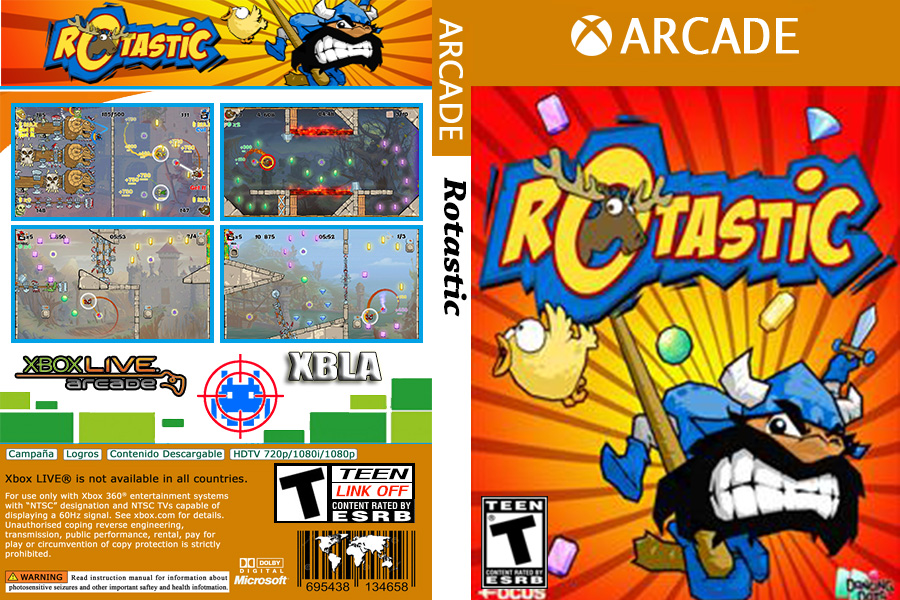 ROTASTIC
XBOX LIVE
arcade
XBLA
Campaña
Logros
Contenido Descargable
HDTV 720p/1080i/1080p
Xbox LIVE® is not available in all countries.
For use only with Xbox 360® entertainment systems
with “NTSC” designation and NTSC TVs capable of
displaying a 60Hz signal. See xbox.com for details.
Unauthorised coping reverse engineering,
transmission, public performance, rental, pay for
play or circumvention of copy protection is strictly
prohibited.
WARNING Read instruction manual for information about
photosensitive seizures and other important saftey and health infotmation.
T
TEEN
LINK OFF
CONTENT RATED BY
ESRB
DOLBY
DIGITAL
Microsoft
695438 134658
ARCADE
Rotastic
ARCADE
ROTASTIC
TEEN
T
CONTENT RATED BY
ESRB
FOCUS
DANCING
DOTS